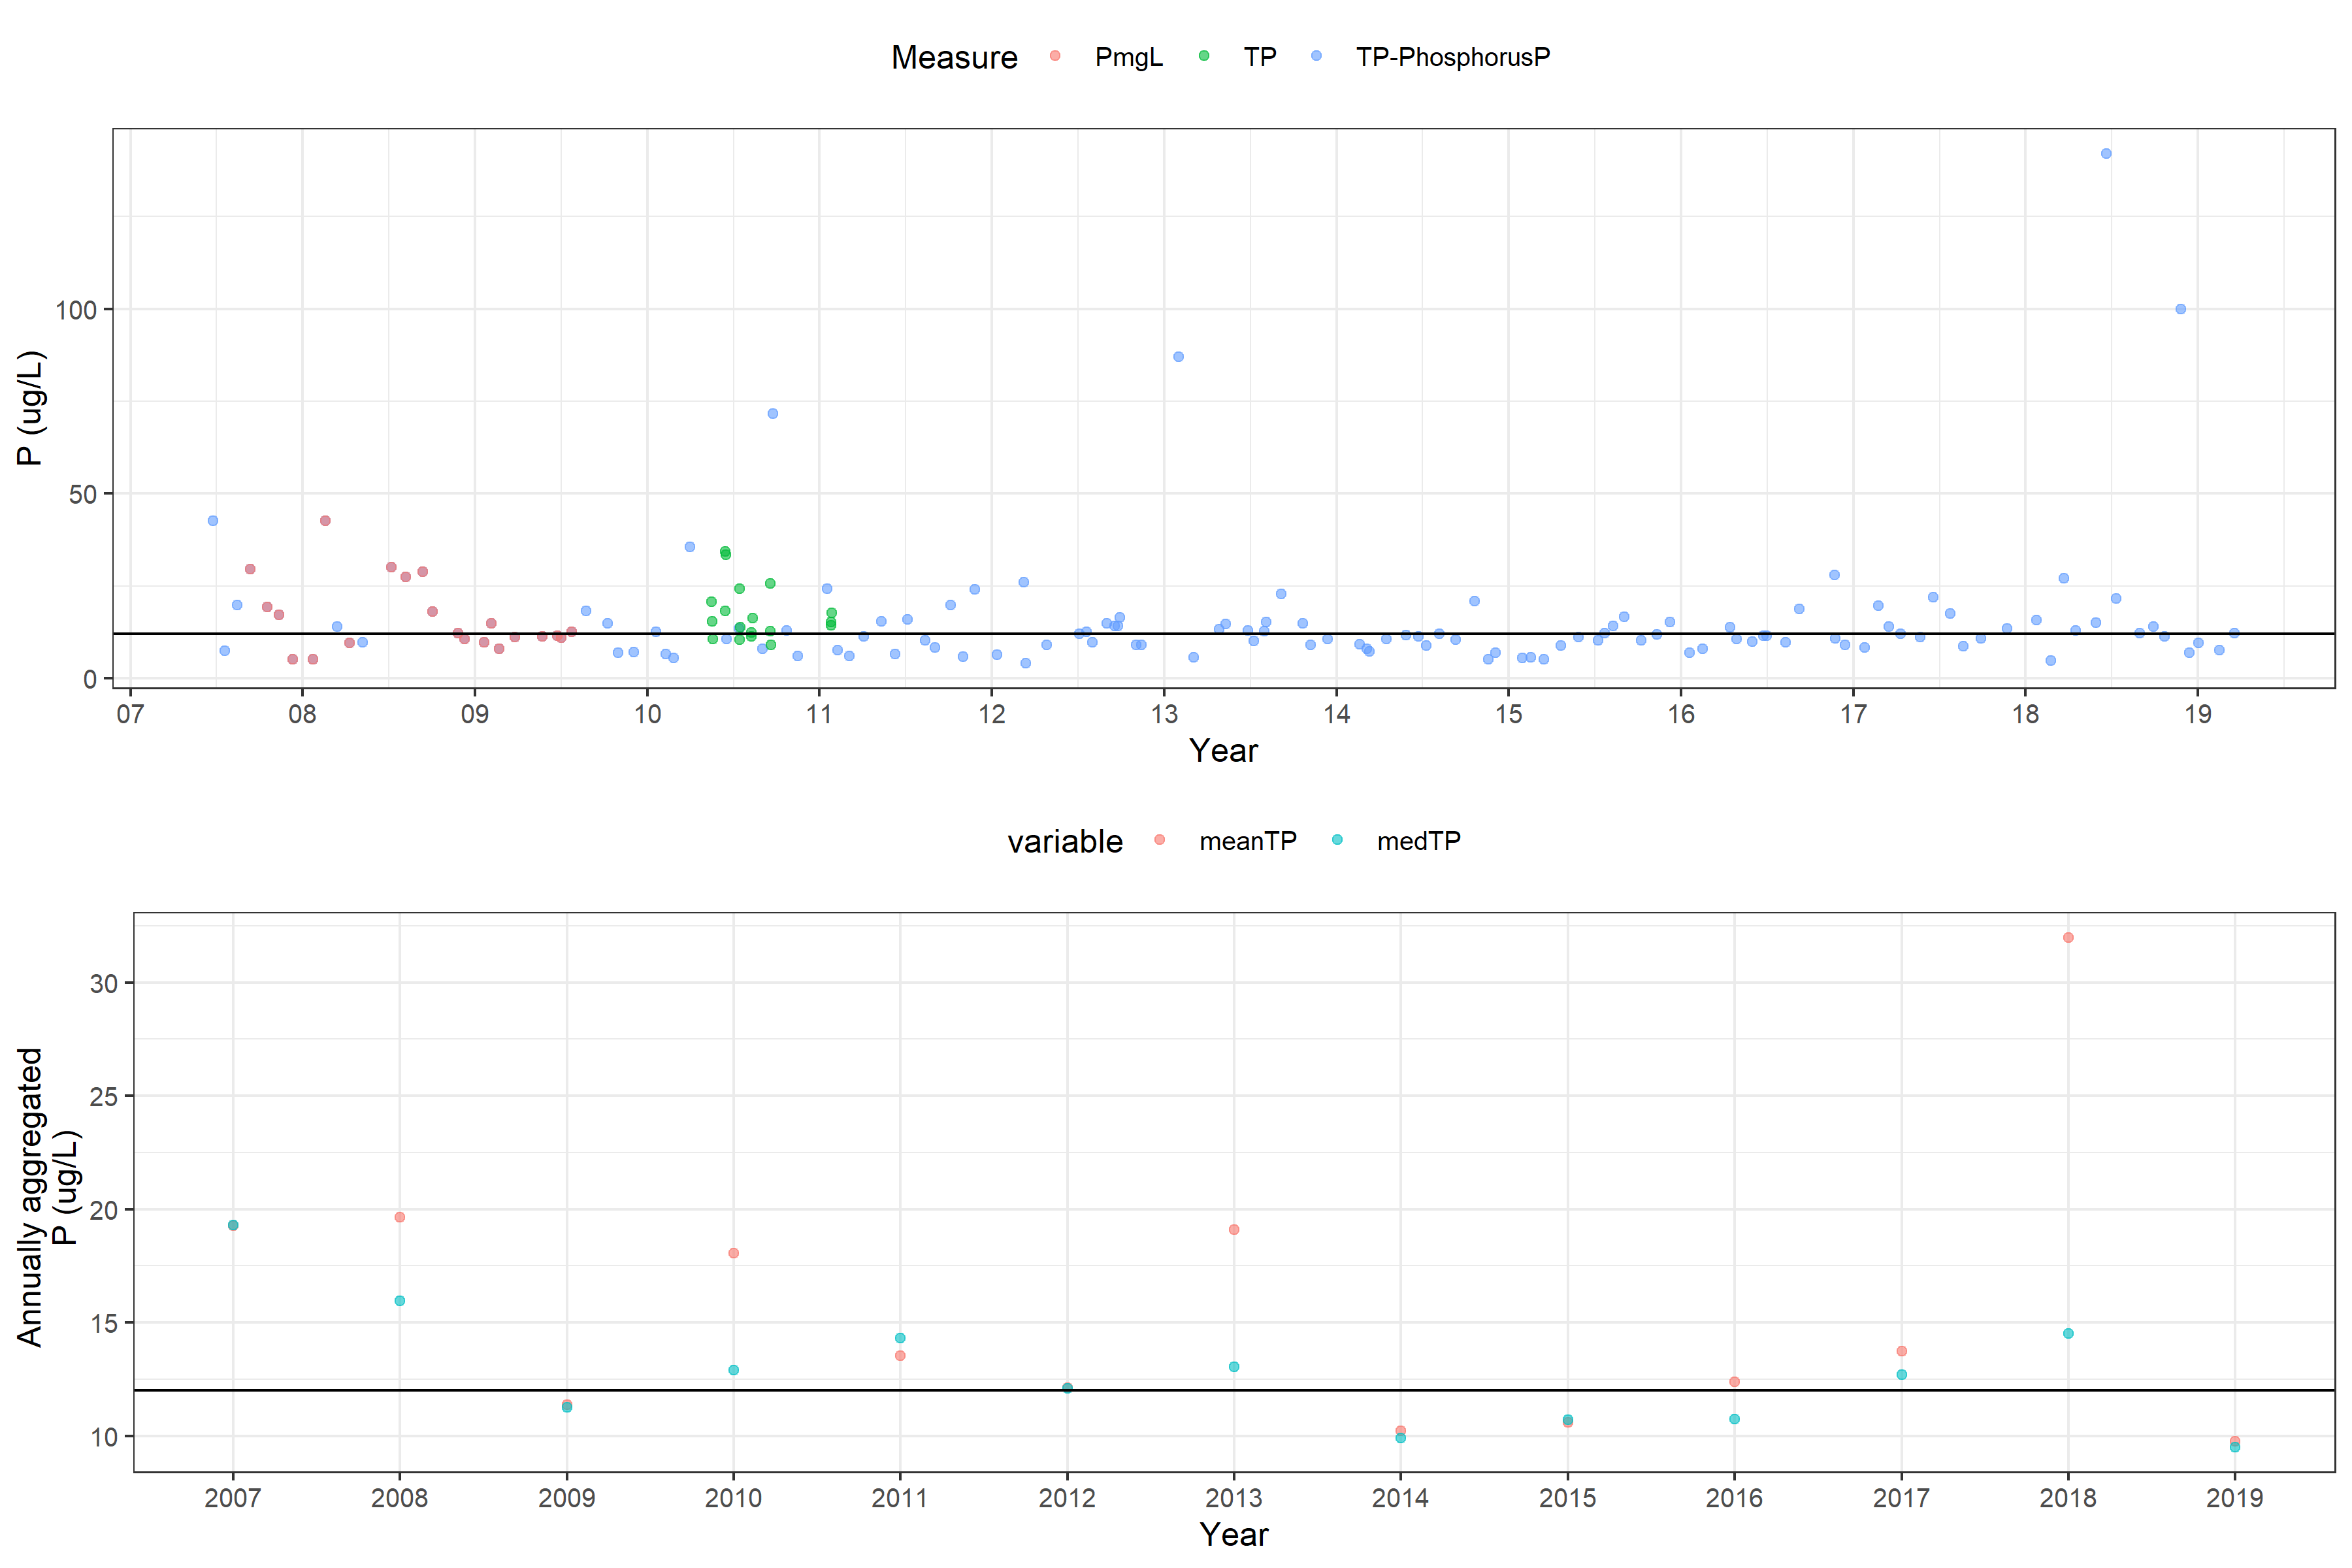 Measure PmgL TP TP-PhosphorusP
P (ug/L)
100
50
0
07 08 09 10 11 12 13 14 15 16 17 18 19
Year
variable meanTP medTP
Annually aggregated
P (ug/L)
30
25
20
15
10
2007 2008 2009 2010 2011 2012 2013 2014 2015 2016 2017 2018 2019
Year